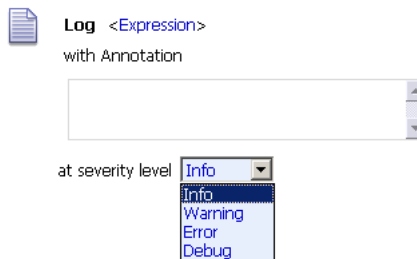 Log <Expression>
with Annotation
at severity level Info
Info
Warning
Error
Debug